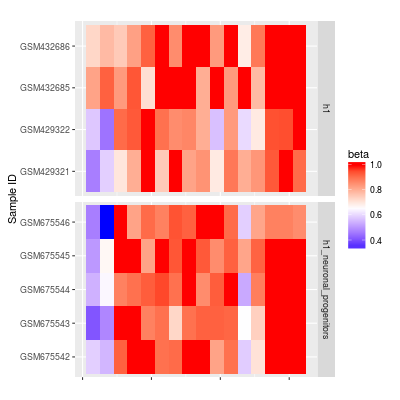 GSM432686
GSM432685
GSM429322
GSM429321
h1
GSM675546
GSM675545
GSM675544
GSM675543
GSM675542
h1_neuronal_progenitors
Sample ID
beta
1.0
0.8
0.6
0.4